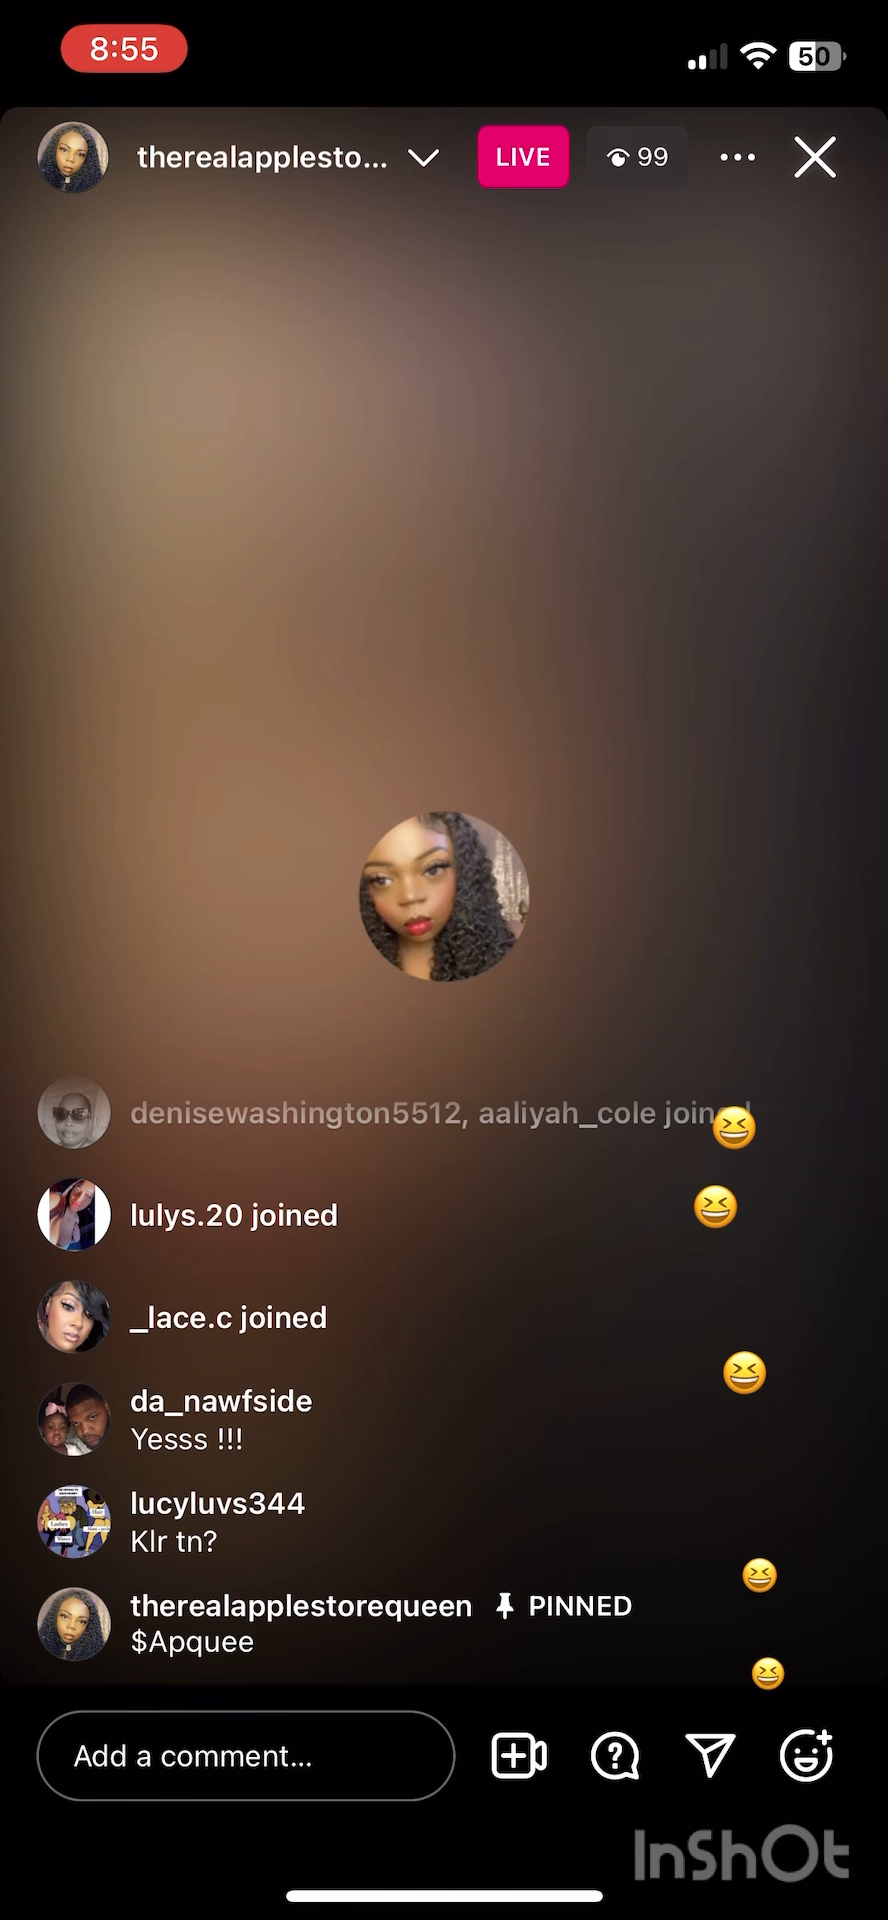 8:55
50
therealapplesto...
LIVE
99
denisewashington5512, aaliyah_cole joined
lulys.20 joined
_lace.c joined
da_nawfside
Yesss !!!
lucyluvs344
Klr tn?
therealapplestorequeen PINNED
$Apquee
Add a comment...
InShOt